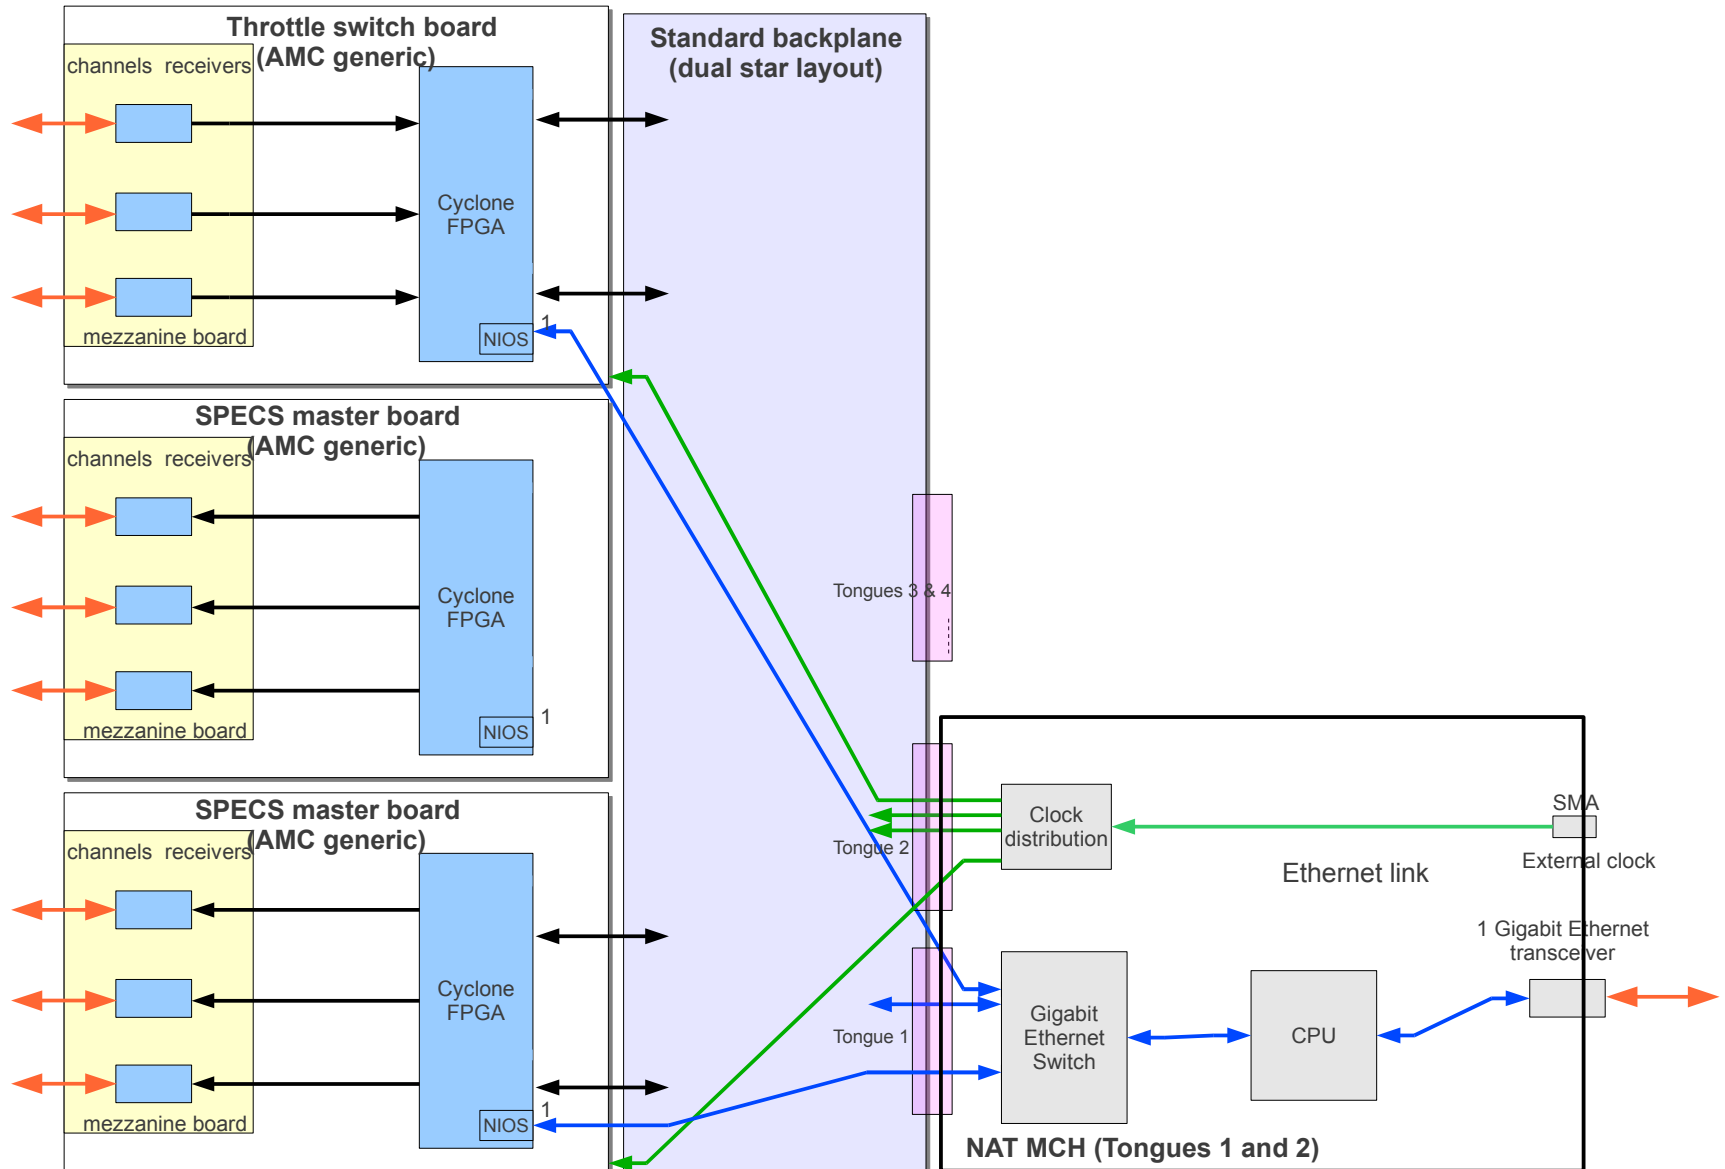 Throttle switch board
(AMC generic)
channels receivers
Cyclone
FPGA
1
NIOS
mezzanine board
SPECS master board
(AMC generic)
channels receivers
Cyclone
FPGA
1
NIOS
mezzanine board
SPECS master board
(AMC generic)
channels receivers
Cyclone
FPGA
1
NIOS
mezzanine board
Standard backplane
(dual star layout)
Tongues 3 & 4
Tongue 2
Tongue 1
Clock
distribution
SMA
External clock
Ethernet link
1 Gigabit Ethernet
transceiver
Gigabit
Ethernet
Switch
CPU
NAT MCH (Tongues 1 and 2)